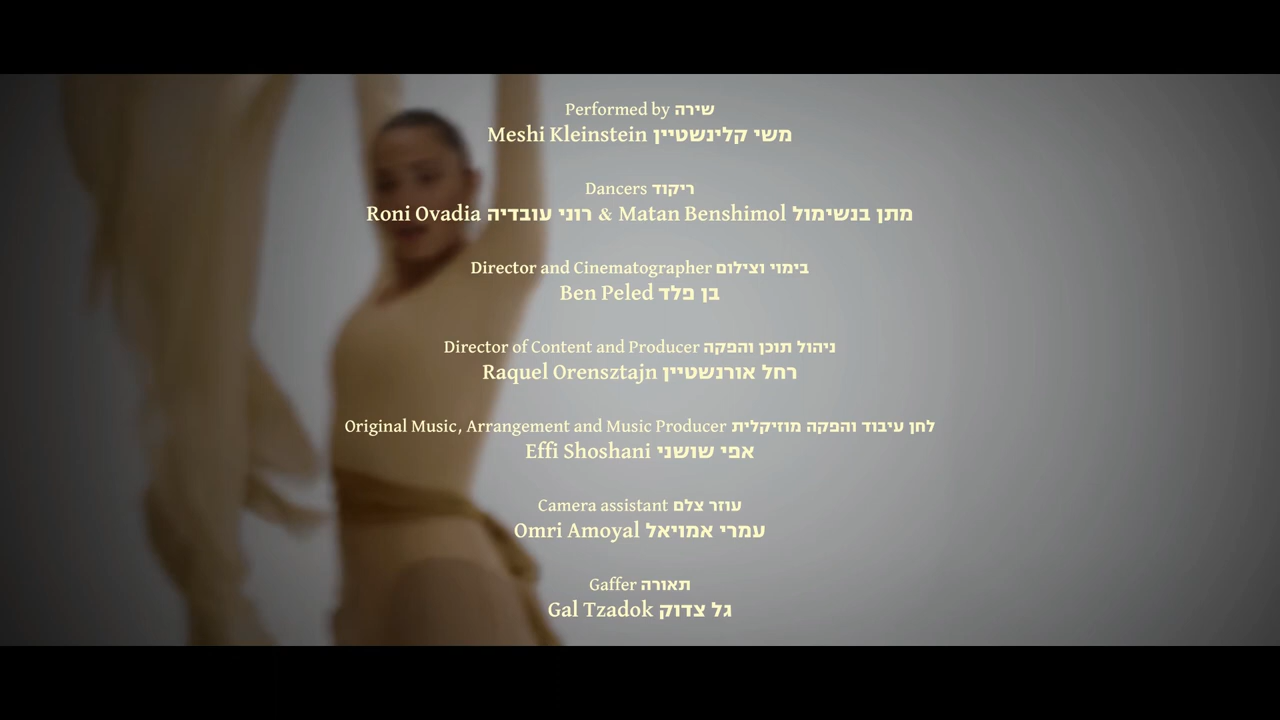 Performed by שירה
Meshi Kleinstein משי קלינשטיין
Dancers ריקוד
Roni Ovadia רוני עובדיה & Matan Benshimol מתן בנשימול
Director and Cinematographer בימוי וצילום
Ben Peled בן פלד
Director of Content and Producer ניהול תוכן והפקה
Raquel Orensztajn רחל אורנשטיין
Original Music, Arrangement and Music Producer לחן עיבוד והפקה מוזיקלית
Effi Shoshani אפי שושני
Camera assistant עוזר צלם
Omri Amoyal עמרי אמויאל
Gaffer תאורה
Gal Tzadok גל צדוק